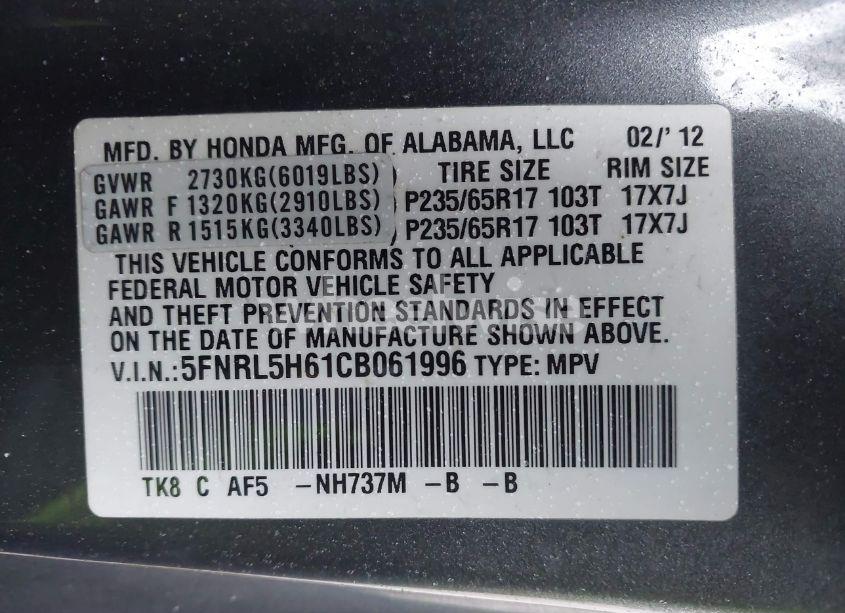 MFD. BY HONDA MFG. OF ALABAMA, LLC 02/' 12
GVWR 2730KG(6019LBS) TIRE SIZE RIM SIZE
GAWR F 1320KG(2910LBS) P235/65R17 103T 17X7J
GAWR R 1515KG(3340LBS) P235/65R17 103T 17X7J
THIS VEHICLE CONFORMS TO ALL APPLICABLE
FEDERAL MOTOR VEHICLE SAFETY
AND THEFT PREVENTION STANDARDS IN EFFECT
ON THE DATE OF MANUFACTURE SHOWN ABOVE.
V.I.N.:5FNRL5H61CB061996 TYPE: MPV
TK8 C AF5 -NH737M -B -B